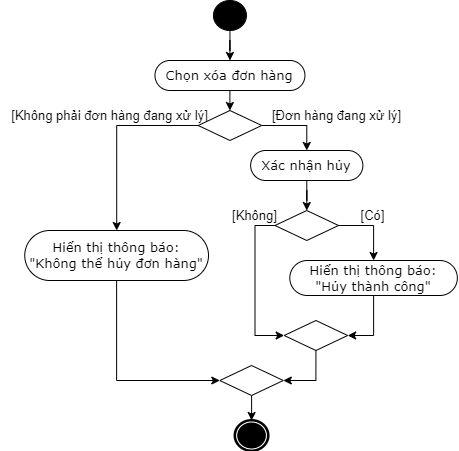 Chọn xóa đơn hàng
[Không phải đơn hàng đang xử lý]
[Đơn hàng đang xử lý]
Xác nhận hủy
[Không]
[Có]
Hiển thị thông báo:
"Không thể hủy đơn hàng"
Hiển thị thông báo:
"Hủy thành công"